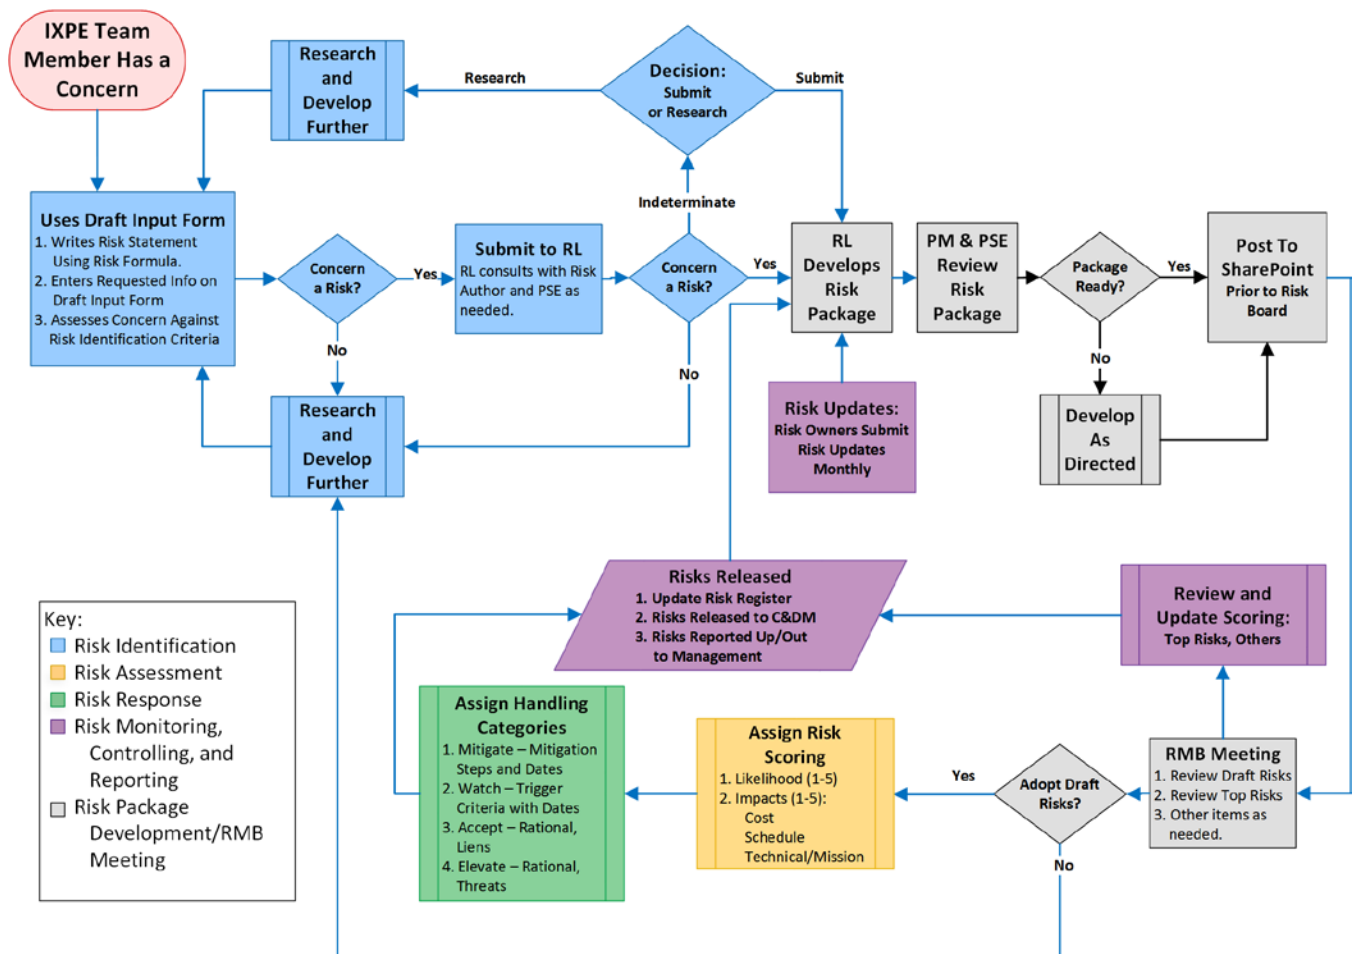 IXPE Team
Member Has a
Concern
Research
and
Develop
Further
Research
Decision:
Submit
or Research
Submit
Indeterminate
Uses Draft Input Form
1. Writes Risk Statement
Using Risk Formula.
2. Enters Requested Info on
Draft Input Form
3. Assesses Concern Against
Risk Identification Criteria
Concern
a Risk?
Yes
No
Submit to RL
RL consults with Risk
Author and PSE as
needed.
Concern
a Risk?
Yes
No
RL
Develops
Risk
Package
PM & PSE
Review
Risk
Package
Package
Ready?
Yes
No
Post To
SharePoint
Prior to Risk
Board
Research
and
Develop
Further
Risk Updates:
Risk Owners Submit
Risk Updates
Monthly
Develop
As
Directed
Risks Released
1. Update Risk Register
2. Risks Released to C&DM
3. Risks Reported Up/Out
to Management
Review and
Update Scoring:
Top Risks, Others
Key:
Risk Identification
Risk Assessment
Risk Response
Risk Monitoring,
Controlling, and
Reporting
Risk Package
Development/RMB
Meeting
Assign Handling
Categories
1. Mitigate – Mitigation
Steps and Dates
2. Watch – Trigger
Criteria with Dates
3. Accept – Rational,
Liens
4. Elevate – Rational,
Threats
Assign Risk
Scoring
1. Likelihood (1-5)
2. Impacts (1-5):
Cost
Schedule
Technical/Mission
Yes
Adopt Draft
Risks?
No
RMB Meeting
1. Review Draft Risks
2. Review Top Risks
3. Other items as
needed.